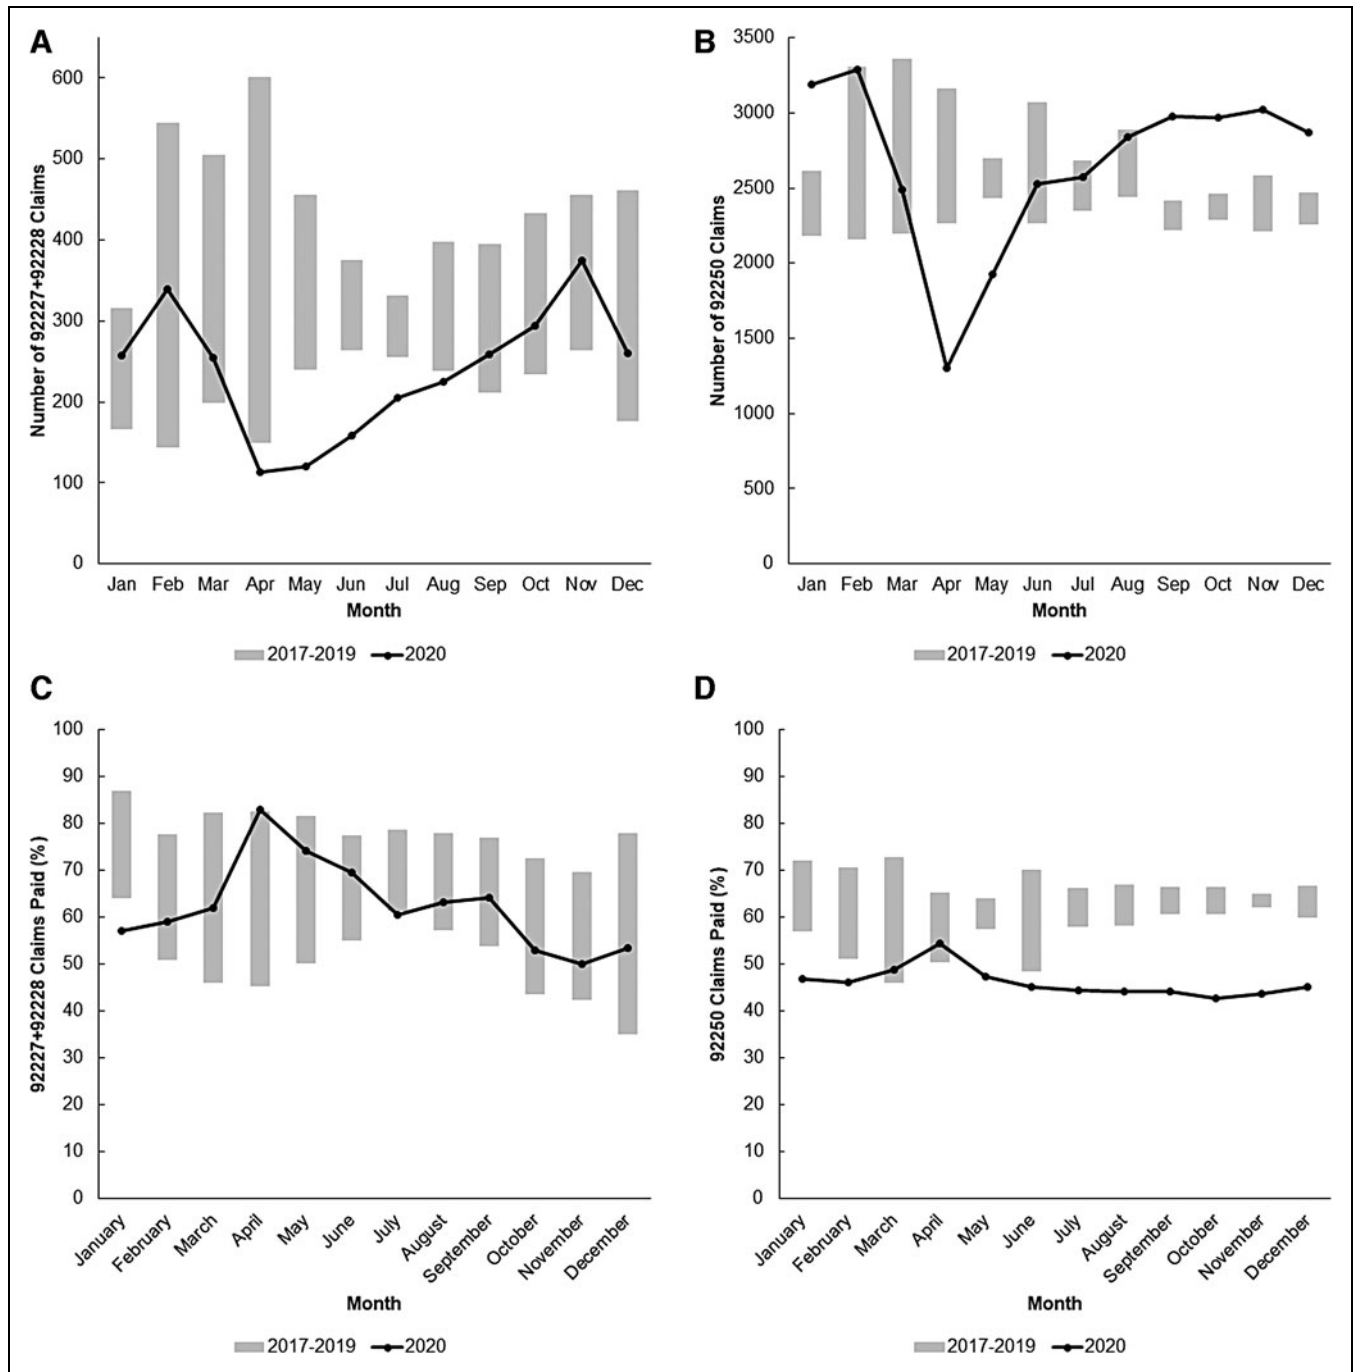 A
Number of 92227+92228 Claims
600
500
400
300
200
100
0
Jan Feb Mar Apr May Jun Jul Aug Sep Oct Nov Dec
Month
2017-2019 2020
B
Number of 92250 Claims
3500
3000
2500
2000
1500
1000
500
0
Jan Feb Mar Apr May Jun Jul Aug Sep Oct Nov Dec
Month
2017-2019 2020
C
92227+92228 Claims Paid (%)
100
90
80
70
60
50
40
30
20
10
0
January February March April May June July August September October November December
Month
2017-2019 2020
D
92250 Claims Paid (%)
100
90
80
70
60
50
40
30
20
10
0
January February March April May June July August September October November December
Month
2017-2019 2020